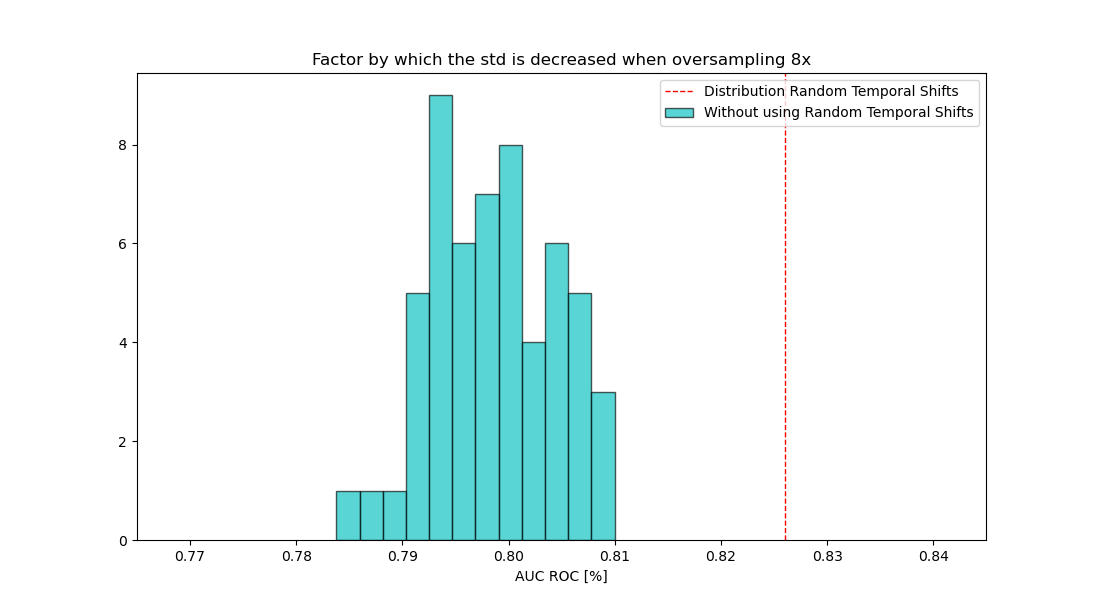 Factor by which the std is decreased when oversampling 8x
Distribution Random Temporal Shifts
Without using Random Temporal Shifts
8
6
4
2
0
0.77 0.78 0.79 0.80 0.81 0.82 0.83 0.84
AUC ROC [%]